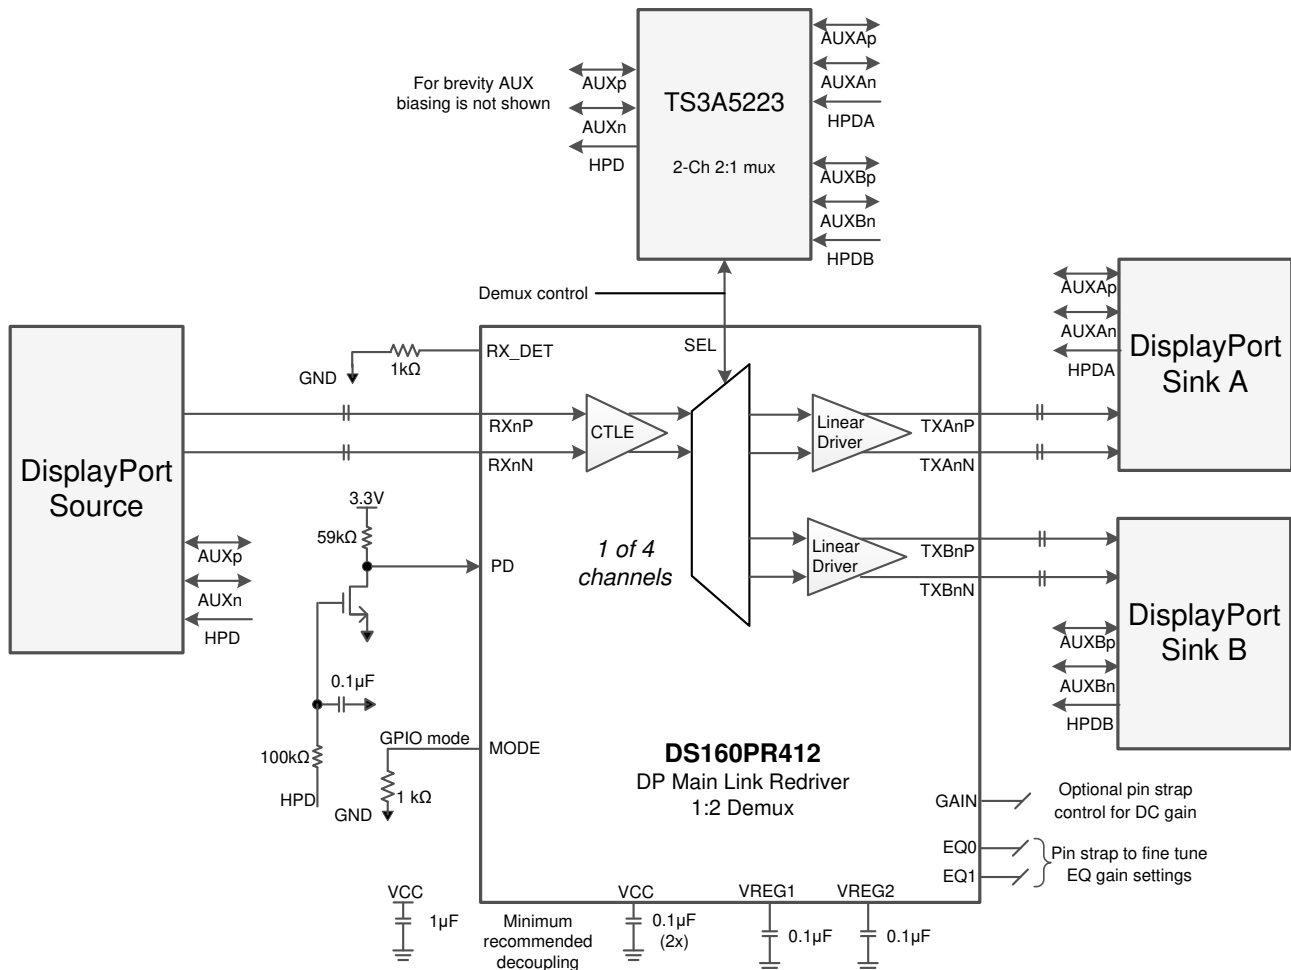 AUXAp
AUXAn
HPDA
AUXBp
AUXBn
HPDB
TS3A5223
2-Ch 2:1 mux
AUXp
AUXn
HPD
For brevity AUX
biasing is not shown
Demux control
SEL
RX_DET
1kΩ
GND
DisplayPort
Source
AUXp
AUXn
HPD
RXnP
RXnN
CTLE
Linear
Driver
TXAnP
TXAnN
Linear
Driver
TXBnP
TXBnN
1 of 4
channels
AUXAp
AUXAn
HPDA
DisplayPort
Sink A
DisplayPort
Sink B
AUXBp
AUXBn
HPDB
3.3V
59kΩ
PD
0.1µF
100kΩ
HPD
GPIO mode
MODE
1 kΩ
GND
DS160PR412
DP Main Link Redriver
1:2 Demux
GAIN
Optional pin strap
control for DC gain
EQ0
EQ1
Pin strap to fine tune
EQ gain settings
VCC
1µF
Minimum
recommended
decoupling
VCC
0.1µF
(2x)
VREG1
0.1µF
VREG2
0.1µF